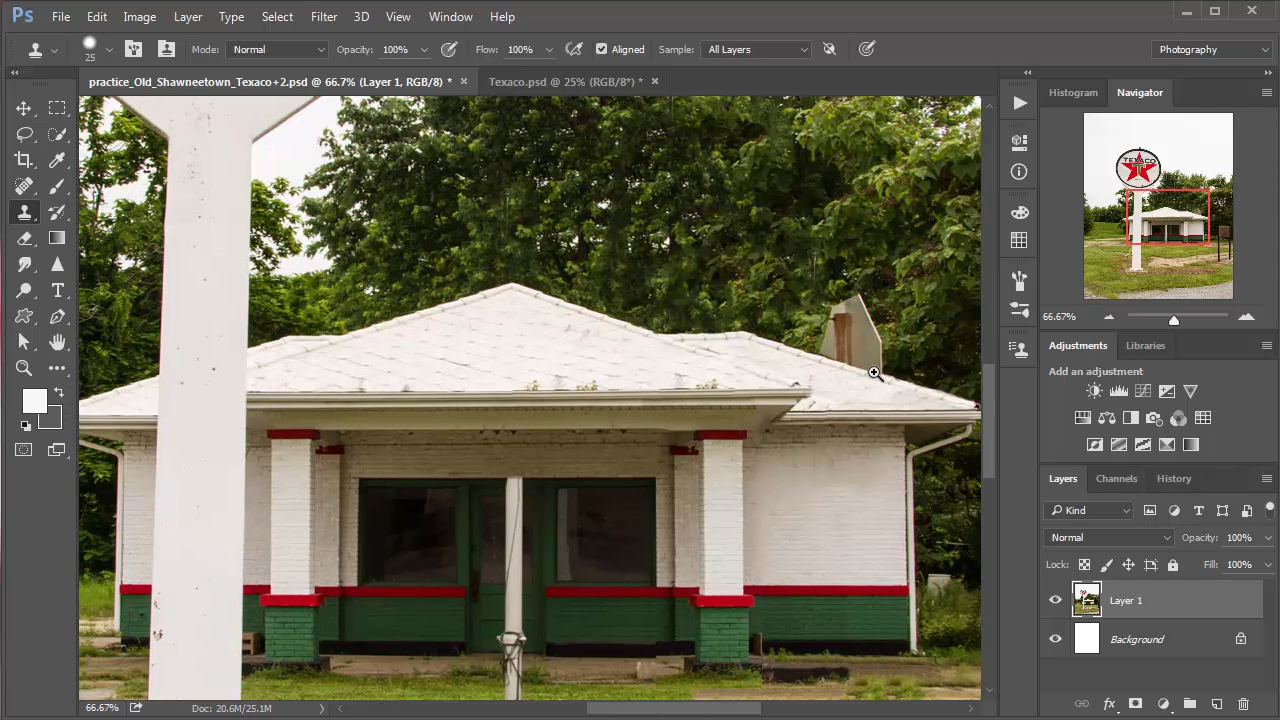 Ps File Edit Image Layer Type Select Filter 3D View Window Help
25 Mode: Normal Opacity: 100% Flow: 100% Aligned Sample: All Layers Photography
practice_Old_Shawneetown_Texaco+2.psd @ 66.7% (Layer 1, RGB/8) * Texaco.psd @ 25% (RGB/8*) *
Histogram Navigator
TEXACO
66.67%
Adjustments Libraries
Add an adjustment
Layers Channels History
Kind
Normal Opacity: 100%
Lock: Fill: 100%
Layer 1
Background
66.67% Doc: 20.6M/25.1M